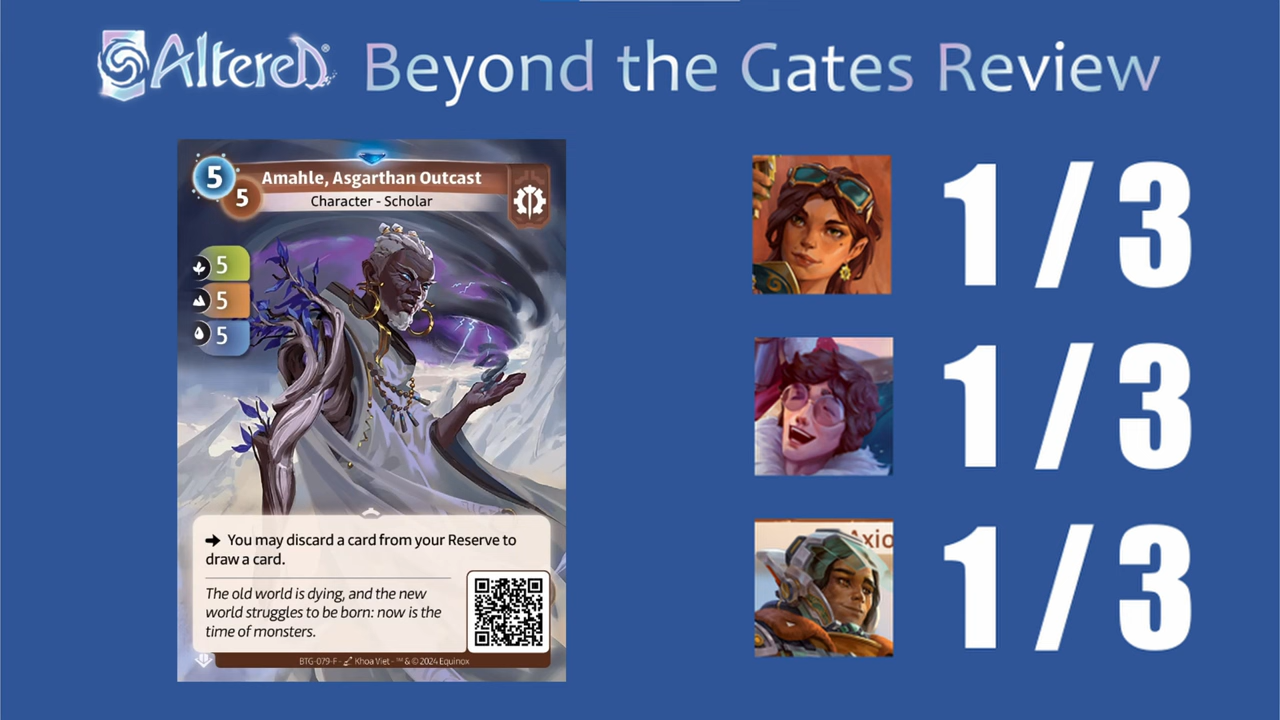 Altered® Beyond the Gates Review
5
5
Amahle, Asgarthan Outcast
Character - Scholar
5
5
5
You may discard a card from your Reserve to
draw a card.
The old world is dying, and the new
world struggles to be born: now is the
time of monsters.
BTG-079-F - Khoa Viet - ™ & © 2024 Equinox
1 / 3
1 / 3
Axio
1 / 3